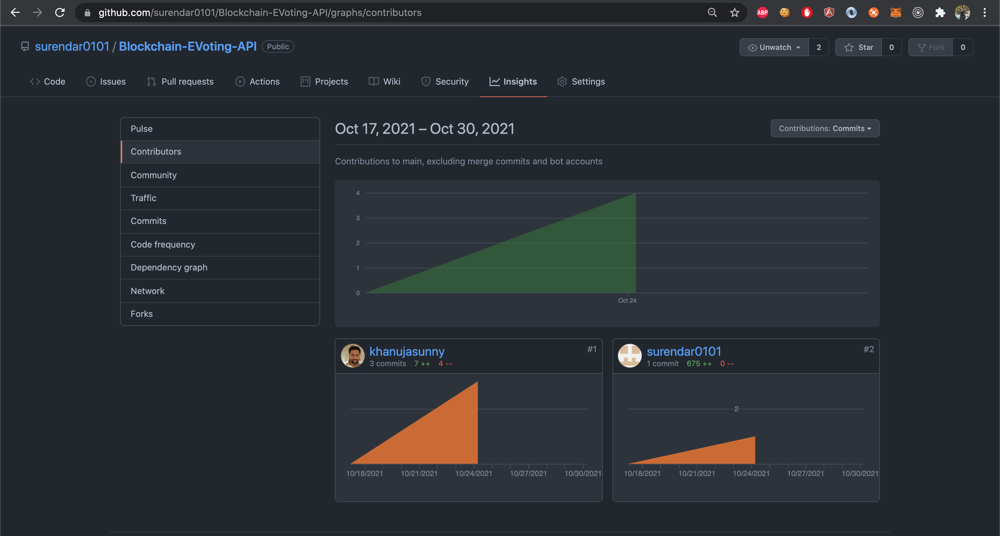 github.com/surendar0101/Blockchain-EVoting-API/graphs/contributors
ABP
surendar0101 / Blockchain-EVoting-API Public
Unwatch 2 Star 0 Fork 0
Code Issues Pull requests Actions Projects Wiki Security Insights Settings
Pulse
Contributors
Community
Traffic
Commits
Code frequency
Dependency graph
Network
Forks
Oct 17, 2021 – Oct 30, 2021
Contributions: Commits
Contributions to main, excluding merge commits and bot accounts
4
3
2
1
0
Oct 24
khanujasunny #1
3 commits 7 ++ 4 --
10/18/2021 10/21/2021 10/24/2021 10/27/2021 10/30/2021
surendar0101 #2
1 commit 675 ++ 0 --
2
10/18/2021 10/21/2021 10/24/2021 10/27/2021 10/30/2021